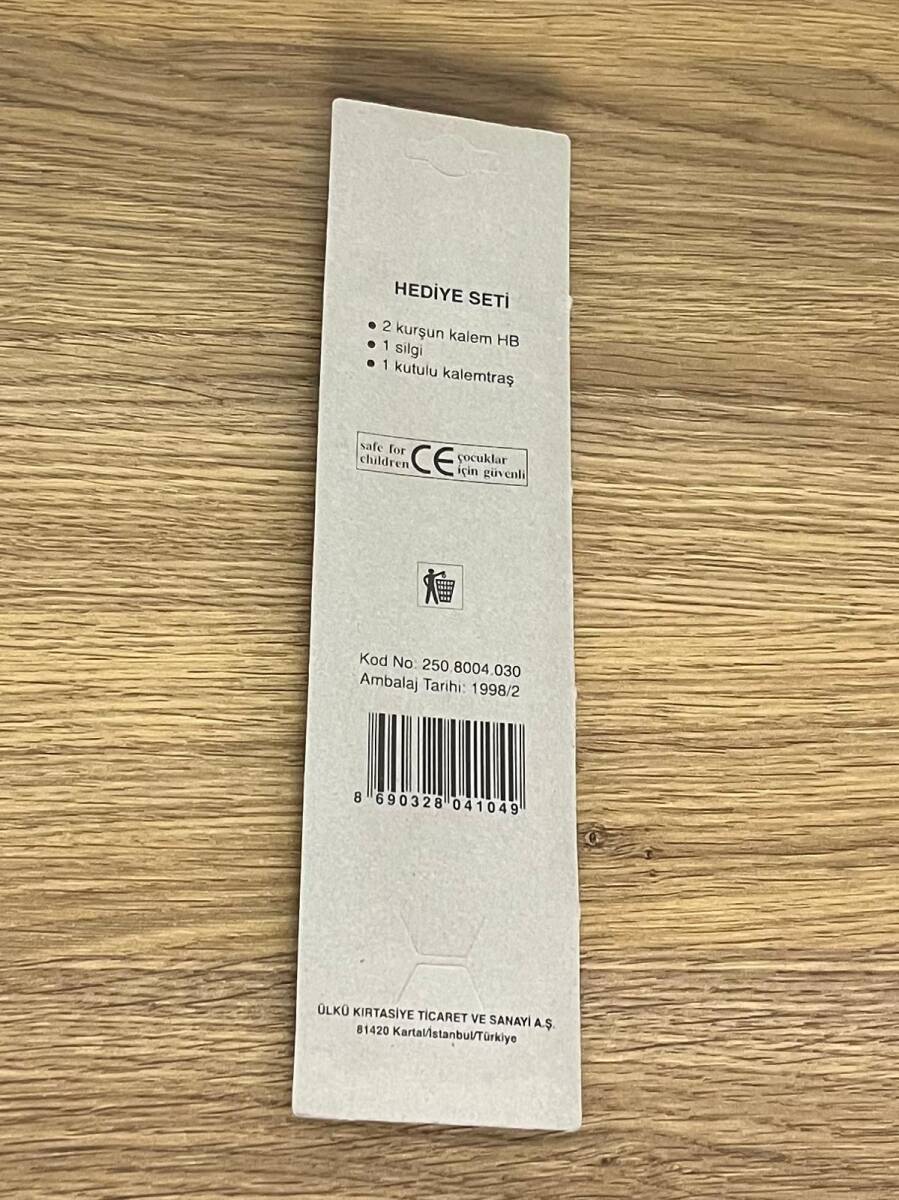 HEDİYE SETİ
• 2 kurşun kalem HB
• 1 silgi
• 1 kutulu kalemtraş
safe for
children
CE
çocuklar
için güvenli
Kod No: 250.8004.030
Ambalaj Tarihi: 1998/2
8 690328 041049
ÜLKÜ KIRTASİYE TİCARET VE SANAYİ A.Ş.
81420 Kartal/İstanbul/Türkiye